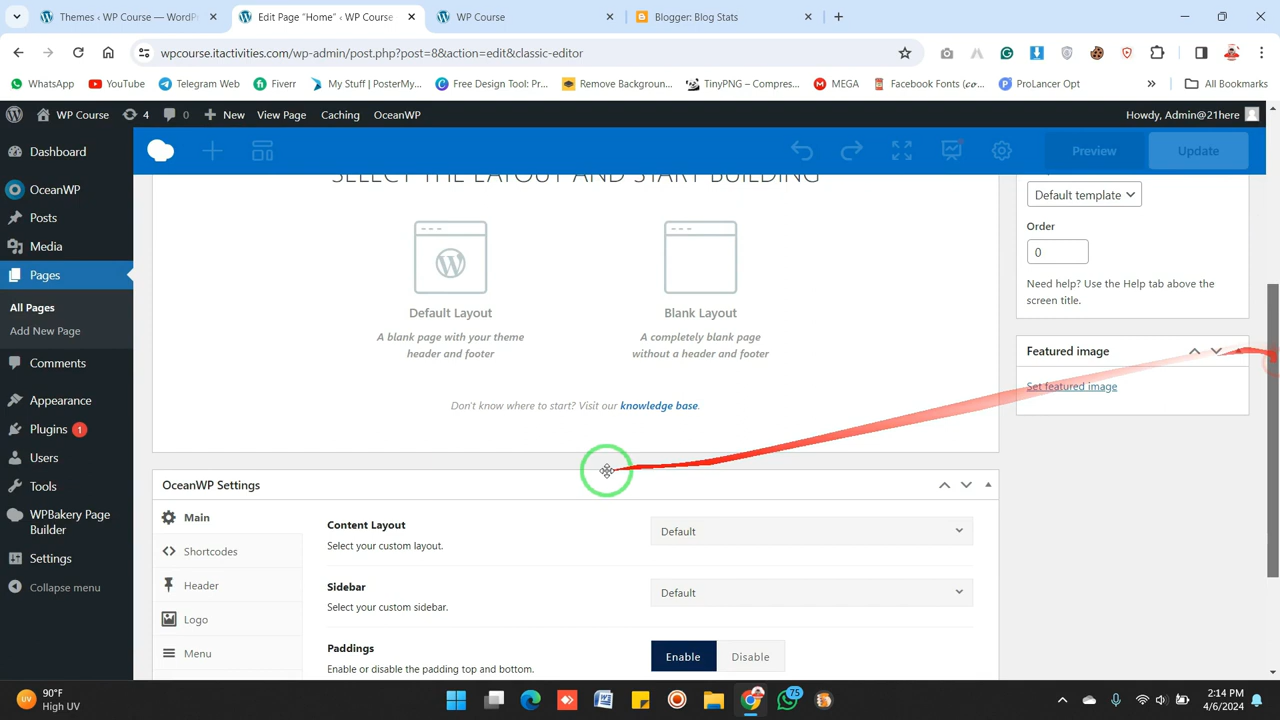 Themes ‹ WP Course — WordPress
Edit Page “Home” ‹ WP Course
WP Course
Blogger: Blog Stats
wpcourse.itactivities.com/wp-admin/post.php?post=8&action=edit&classic-editor
WhatsApp
YouTube
Telegram Web
Fiverr
My Stuff | PosterMy...
Free Design Tool: Pr...
Remove Backgroun...
TinyPNG – Compres...
MEGA
Facebook Fonts (𝓬𝓸...
ProLancer Opt
All Bookmarks
WP Course
4
0
New
View Page
Caching
OceanWP
Howdy, Admin@21here
Dashboard
OceanWP
Posts
Media
Pages
All Pages
Add New Page
Comments
Appearance
Plugins 1
Users
Tools
WPBakery Page
Builder
Settings
Collapse menu
Preview
Update
SELECT THE LAYOUT AND START BUILDING
Default Layout
A blank page with your theme
header and footer
Blank Layout
A completely blank page
without a header and footer
Don't know where to start? Visit our knowledge base.
Default template
Order
0
Need help? Use the Help tab above the
screen title.
Featured image
Set featured image
OceanWP Settings
Main
Shortcodes
Header
Logo
Menu
Content Layout
Select your custom layout.
Default
Sidebar
Select your custom sidebar.
Default
Paddings
Enable or disable the padding top and bottom.
Enable
Disable
90°F
High UV
75
2:14 PM
4/6/2024